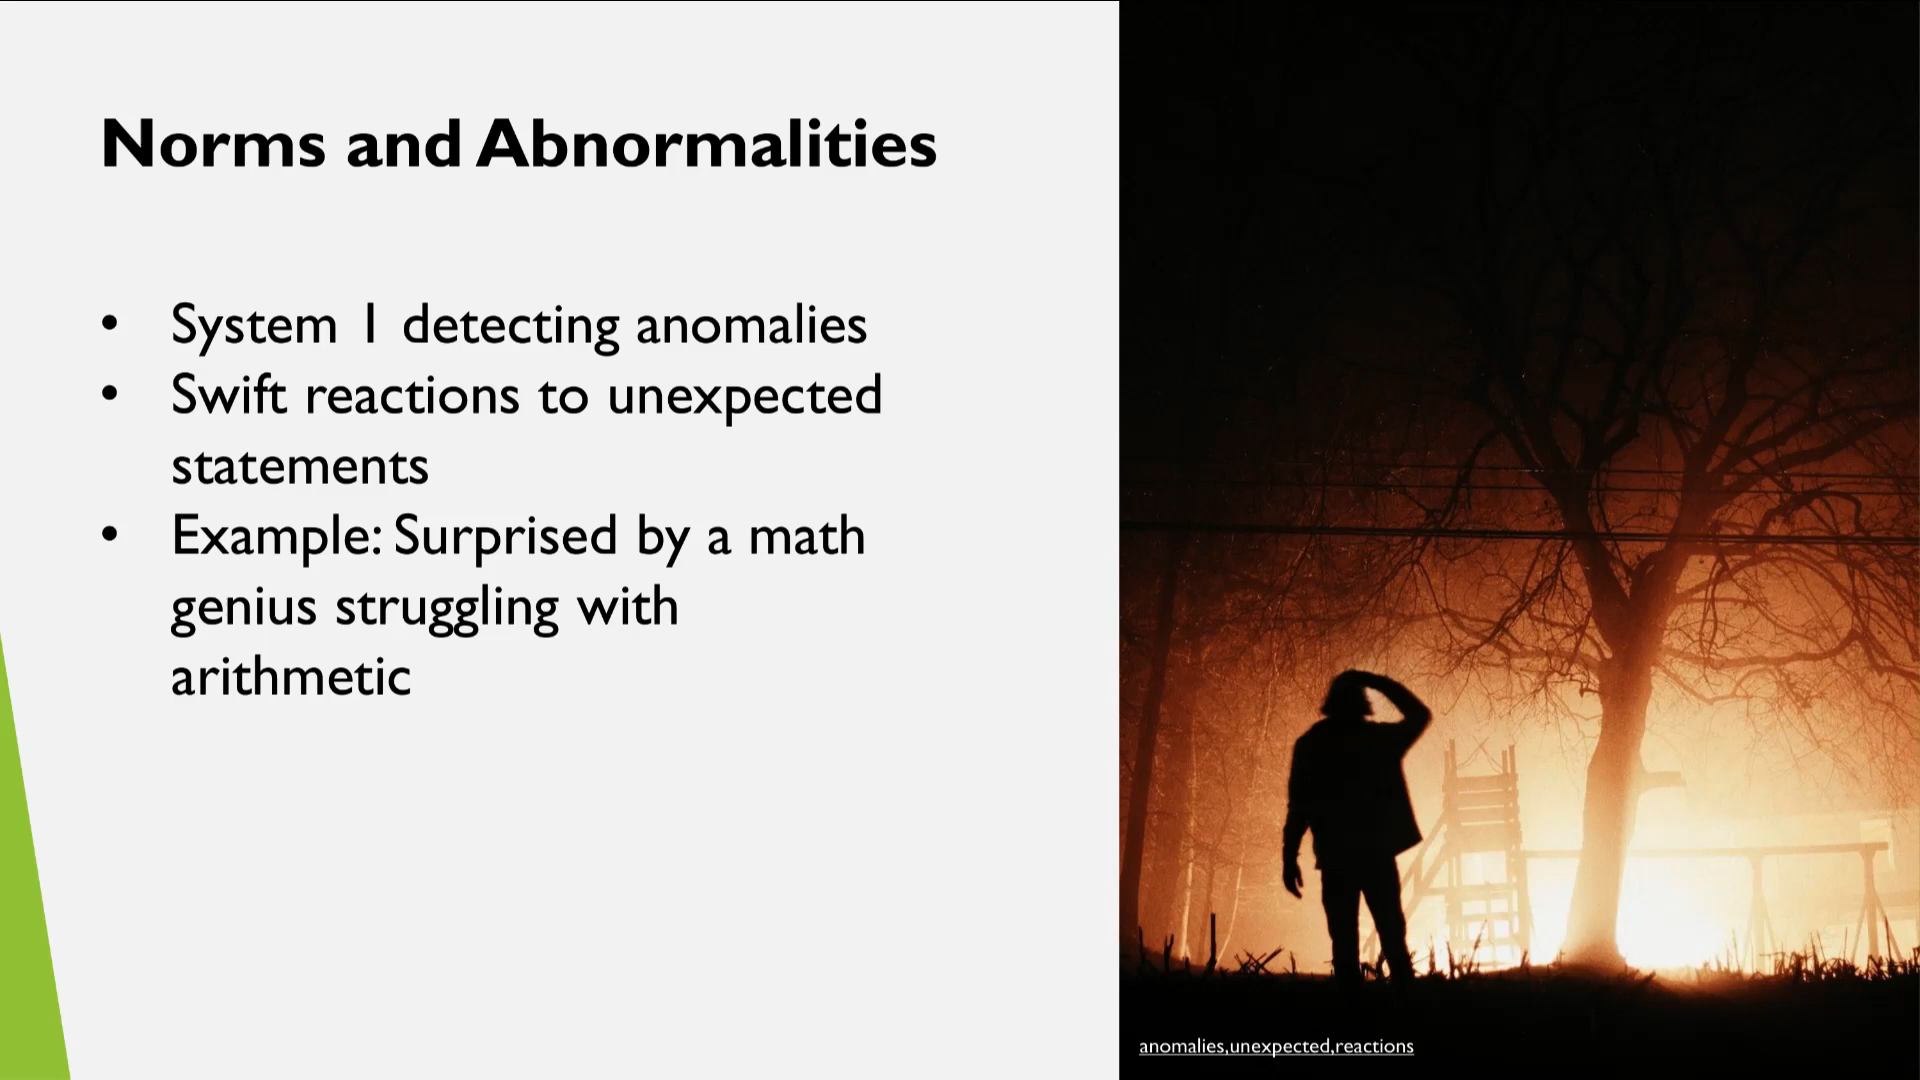 Norms and Abnormalities
• System 1 detecting anomalies
• Swift reactions to unexpected
statements
• Example: Surprised by a math
genius struggling with
arithmetic
anomalies,unexpected,reactions